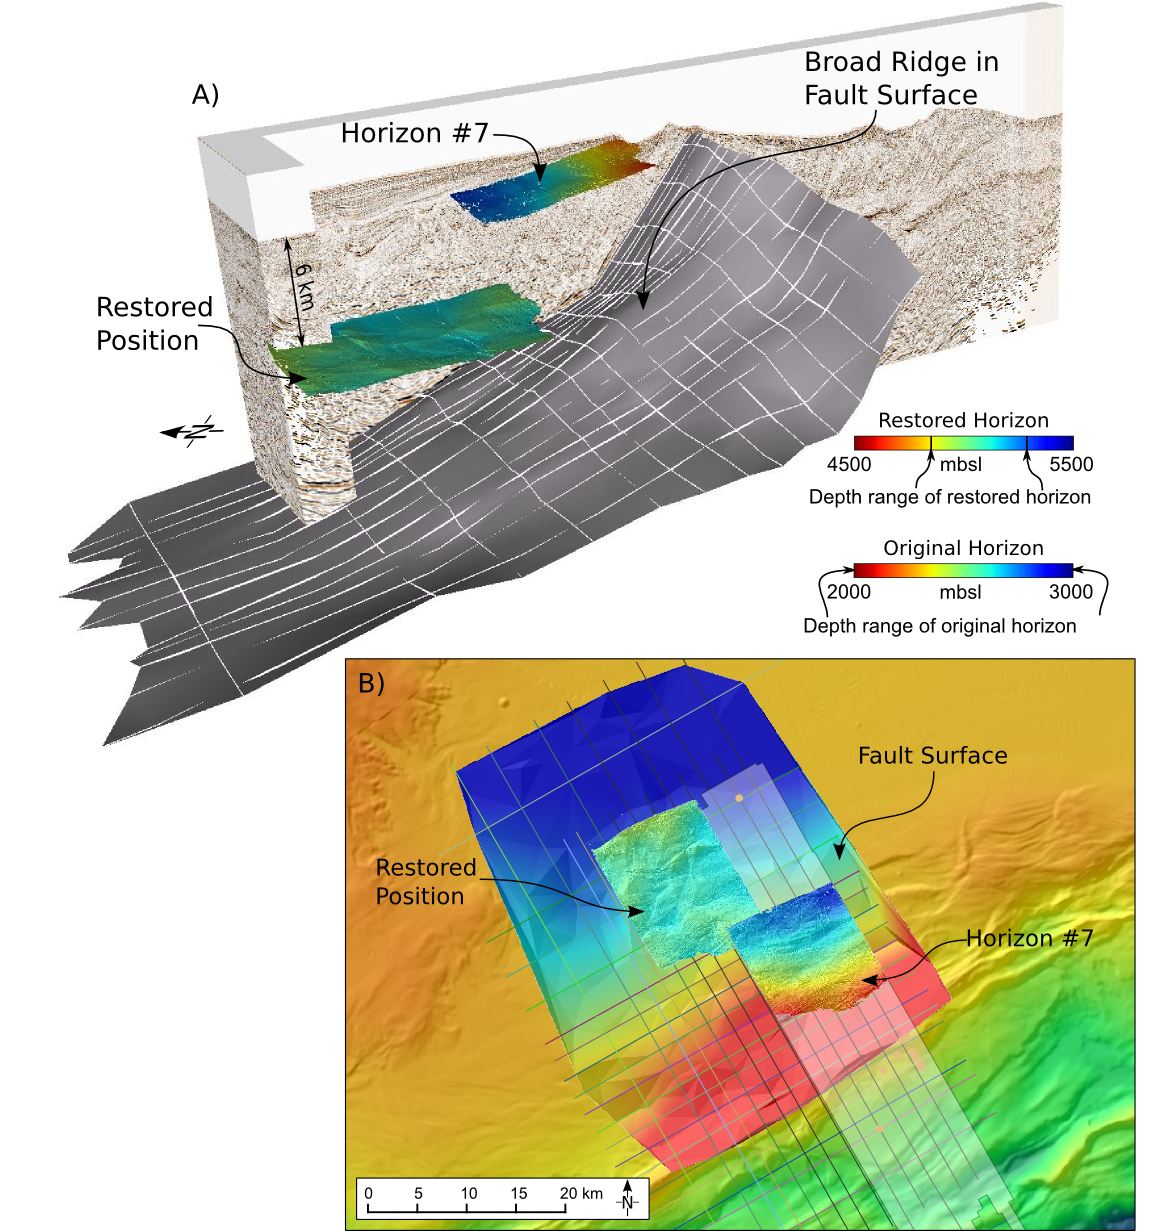 A)
Broad Ridge in
Fault Surface
Horizon #7
6 km
Restored
Position
N
Restored Horizon
4500 mbsl 5500
Depth range of restored horizon
Original Horizon
2000 mbsl 3000
Depth range of original horizon
B)
Fault Surface
Restored
Position
Horizon #7
0 5 10 15 20 km
N